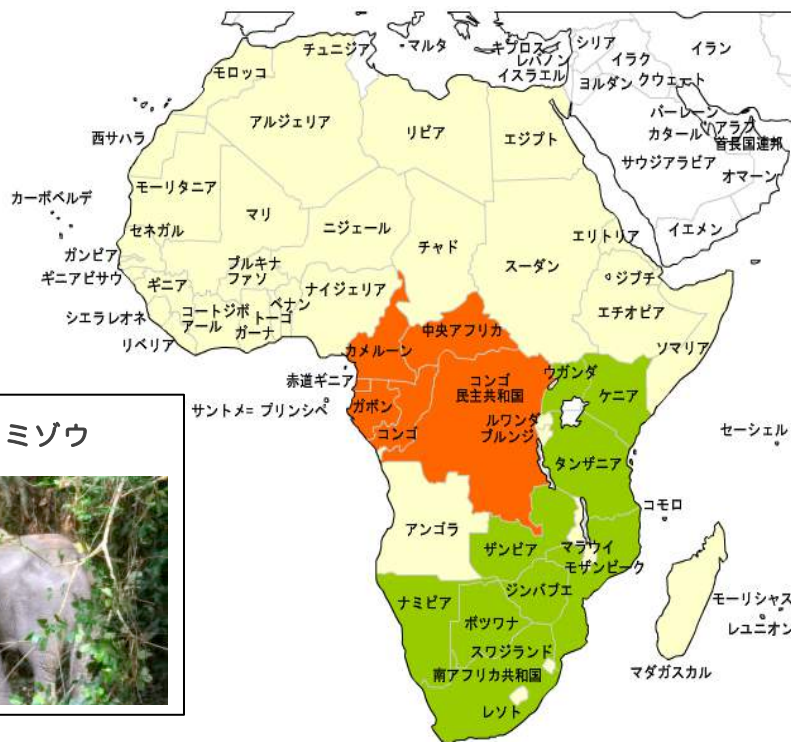 チュニジア
マルタ
キプロス
シリア
イラン
モロッコ
レバノン
イラク
イスラエル
ヨルダン
クウェート
アルジェリア
リビア
エジプト
バーレーン
カタール
アラブ
首長国連邦
西サハラ
サウジアラビア
オマーン
モーリタニア
カーボベルデ
マリ
ニジェール
チャド
スーダン
エリトリア
イエメン
セネガル
ガンビア
ギニアビサウ
ギニア
ブルキナ
ファソ
ナイジェリア
ジブチ
エチオピア
シエラレオネ
コートジボ
アール
ベナン
トーゴ
ガーナ
リベリア
ソマリア
中央アフリカ
カメルーン
赤道ギニア
コンゴ
民主共和国
ウガンダ
ケニア
サントメ= プリンシペ
ガボン
コンゴ
ルワンダ
ブルンジ
セーシェル
ミゾウ
タンザニア
コモロ
アンゴラ
ザンビア
マラウイ
モザンビーク
ナミビア
ジンバブエ
ボツワナ
モーリシャス
レユニオン
スワジランド
南アフリカ共和国
マダガスカル
レソト